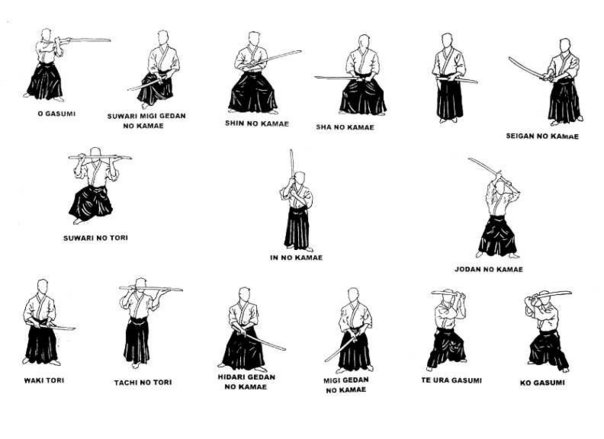 O GASUMI
SUWARI MIGI GEDAN
NO KAMAE
SHIN NO KAMAE
SHA NO KAMAE
SEIGAN NO KAMAE
SUWARI NO TORI
IN NO KAMAE
JODAN NO KAMAE
WAKI TORI
TACHI NO TORI
HIDARI GEDAN
NO KAMAE
MIGI GEDAN
NO KAMAE
TE URA GASUMI
KO GASUMI